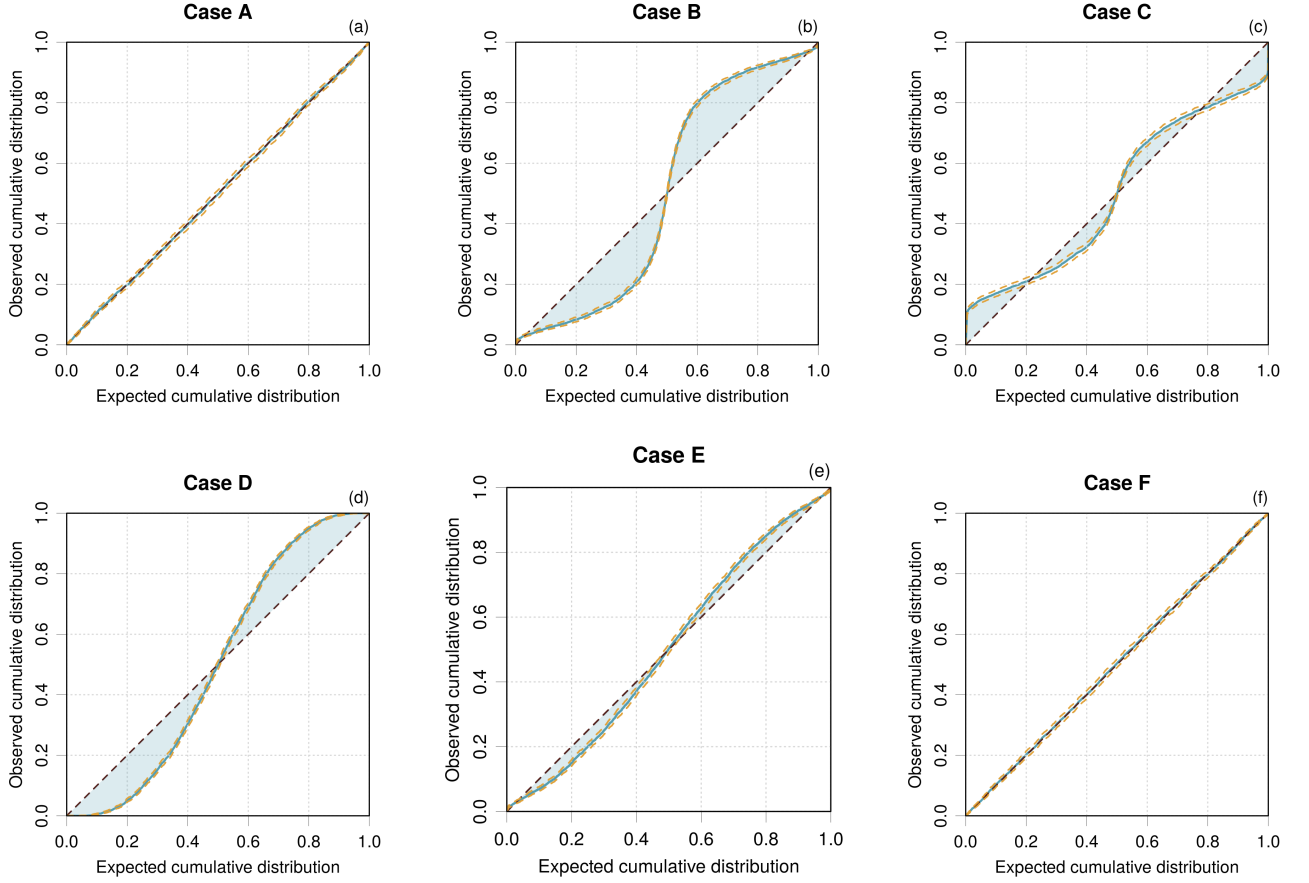 Case A
(a)
Observed cumulative distribution
1.0
0.8
0.6
0.4
0.2
0.0
0.0 0.2 0.4 0.6 0.8 1.0
Expected cumulative distribution
Case B
(b)
Observed cumulative distribution
1.0
0.8
0.6
0.4
0.2
0.0
0.0 0.2 0.4 0.6 0.8 1.0
Expected cumulative distribution
Case C
(c)
Observed cumulative distribution
1.0
0.8
0.6
0.4
0.2
0.0
0.0 0.2 0.4 0.6 0.8 1.0
Expected cumulative distribution
Case D
(d)
Observed cumulative distribution
1.0
0.8
0.6
0.4
0.2
0.0
0.0 0.2 0.4 0.6 0.8 1.0
Expected cumulative distribution
Case E
(e)
Observed cumulative distribution
1.0
0.8
0.6
0.4
0.2
0.0
0.0 0.2 0.4 0.6 0.8 1.0
Expected cumulative distribution
Case F
(f)
Observed cumulative distribution
1.0
0.8
0.6
0.4
0.2
0.0
0.0 0.2 0.4 0.6 0.8 1.0
Expected cumulative distribution